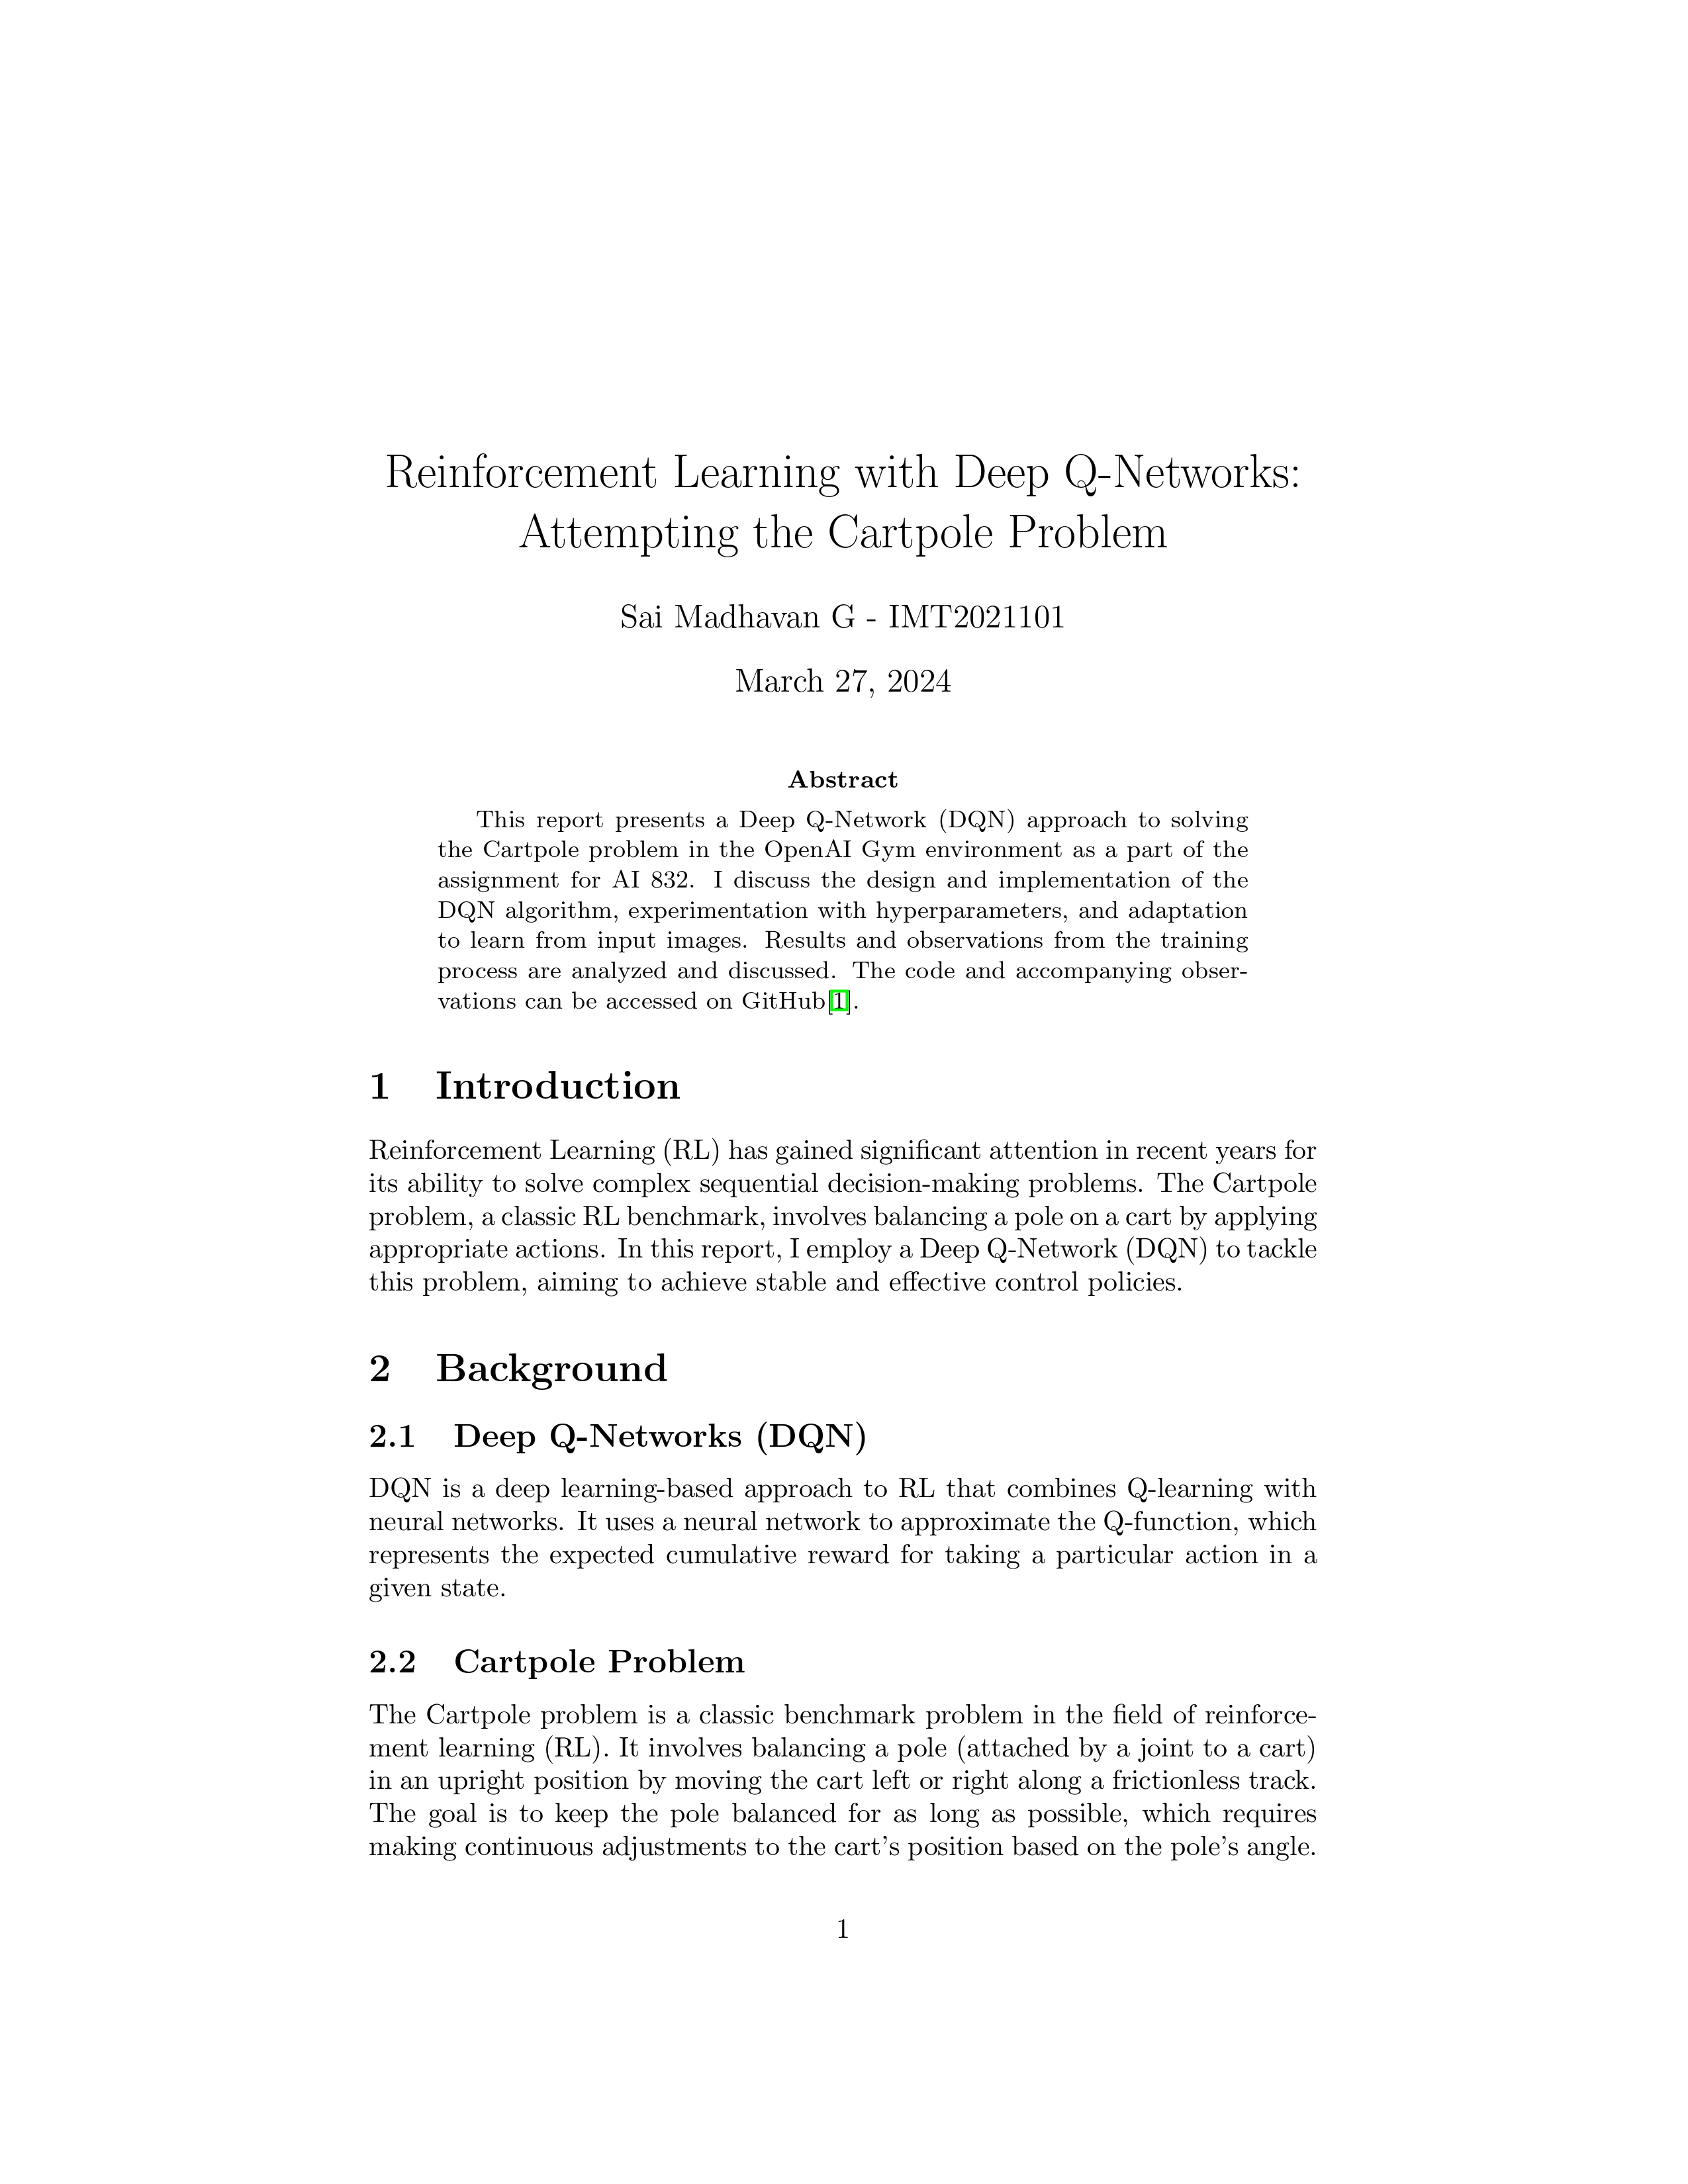 Reinforcement Learning with Deep Q-Networks:
Attempting the Cartpole Problem
Sai Madhavan G - IMT2021101
March 27, 2024
Abstract
This report presents a Deep Q-Network (DQN) approach to solving
the Cartpole problem in the OpenAI Gym environment as a part of the
assignment for AI 832. I discuss the design and implementation of the
DQN algorithm, experimentation with hyperparameters, and adaptation
to learn from input images. Results and observations from the training
process are analyzed and discussed. The code and accompanying obser-
vations can be accessed on GitHub[1].
1 Introduction
Reinforcement Learning (RL) has gained significant attention in recent years for
its ability to solve complex sequential decision-making problems. The Cartpole
problem, a classic RL benchmark, involves balancing a pole on a cart by applying
appropriate actions. In this report, I employ a Deep Q-Network (DQN) to tackle
this problem, aiming to achieve stable and effective control policies.
2 Background
2.1 Deep Q-Networks (DQN)
DQN is a deep learning-based approach to RL that combines Q-learning with
neural networks. It uses a neural network to approximate the Q-function, which
represents the expected cumulative reward for taking a particular action in a
given state.
2.2 Cartpole Problem
The Cartpole problem is a classic benchmark problem in the field of reinforce-
ment learning (RL). It involves balancing a pole (attached by a joint to a cart)
in an upright position by moving the cart left or right along a frictionless track.
The goal is to keep the pole balanced for as long as possible, which requires
making continuous adjustments to the cart's position based on the pole's angle.
1